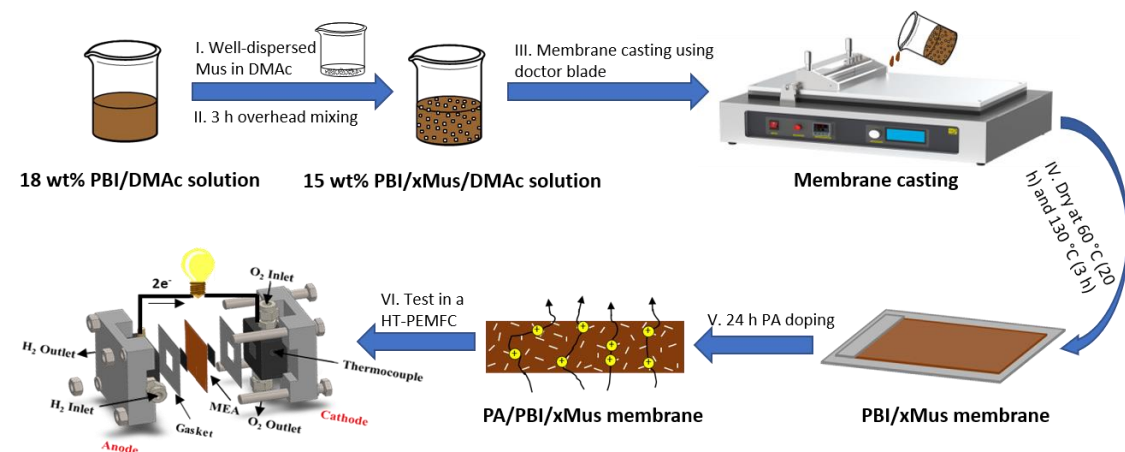 I. Well-dispersed
Mus in DMAc
II. 3 h overhead mixing
III. Membrane casting using
doctor blade
18 wt% PBI/DMAc solution
15 wt% PBI/xMus/DMAc solution
Membrane casting
IV. Dry at 60 °C (20
h) and 130 °C (3 h)
PBI/xMus membrane
V. 24 h PA doping
+
+
+
+
+
+
+
+
PA/PBI/xMus membrane
VI. Test in a
HT-PEMFC
2e-
O2 Inlet
H2 Outlet
Thermocouple
H2 Inlet
MEA
Cathode
Gasket
O2 Outlet
Anode